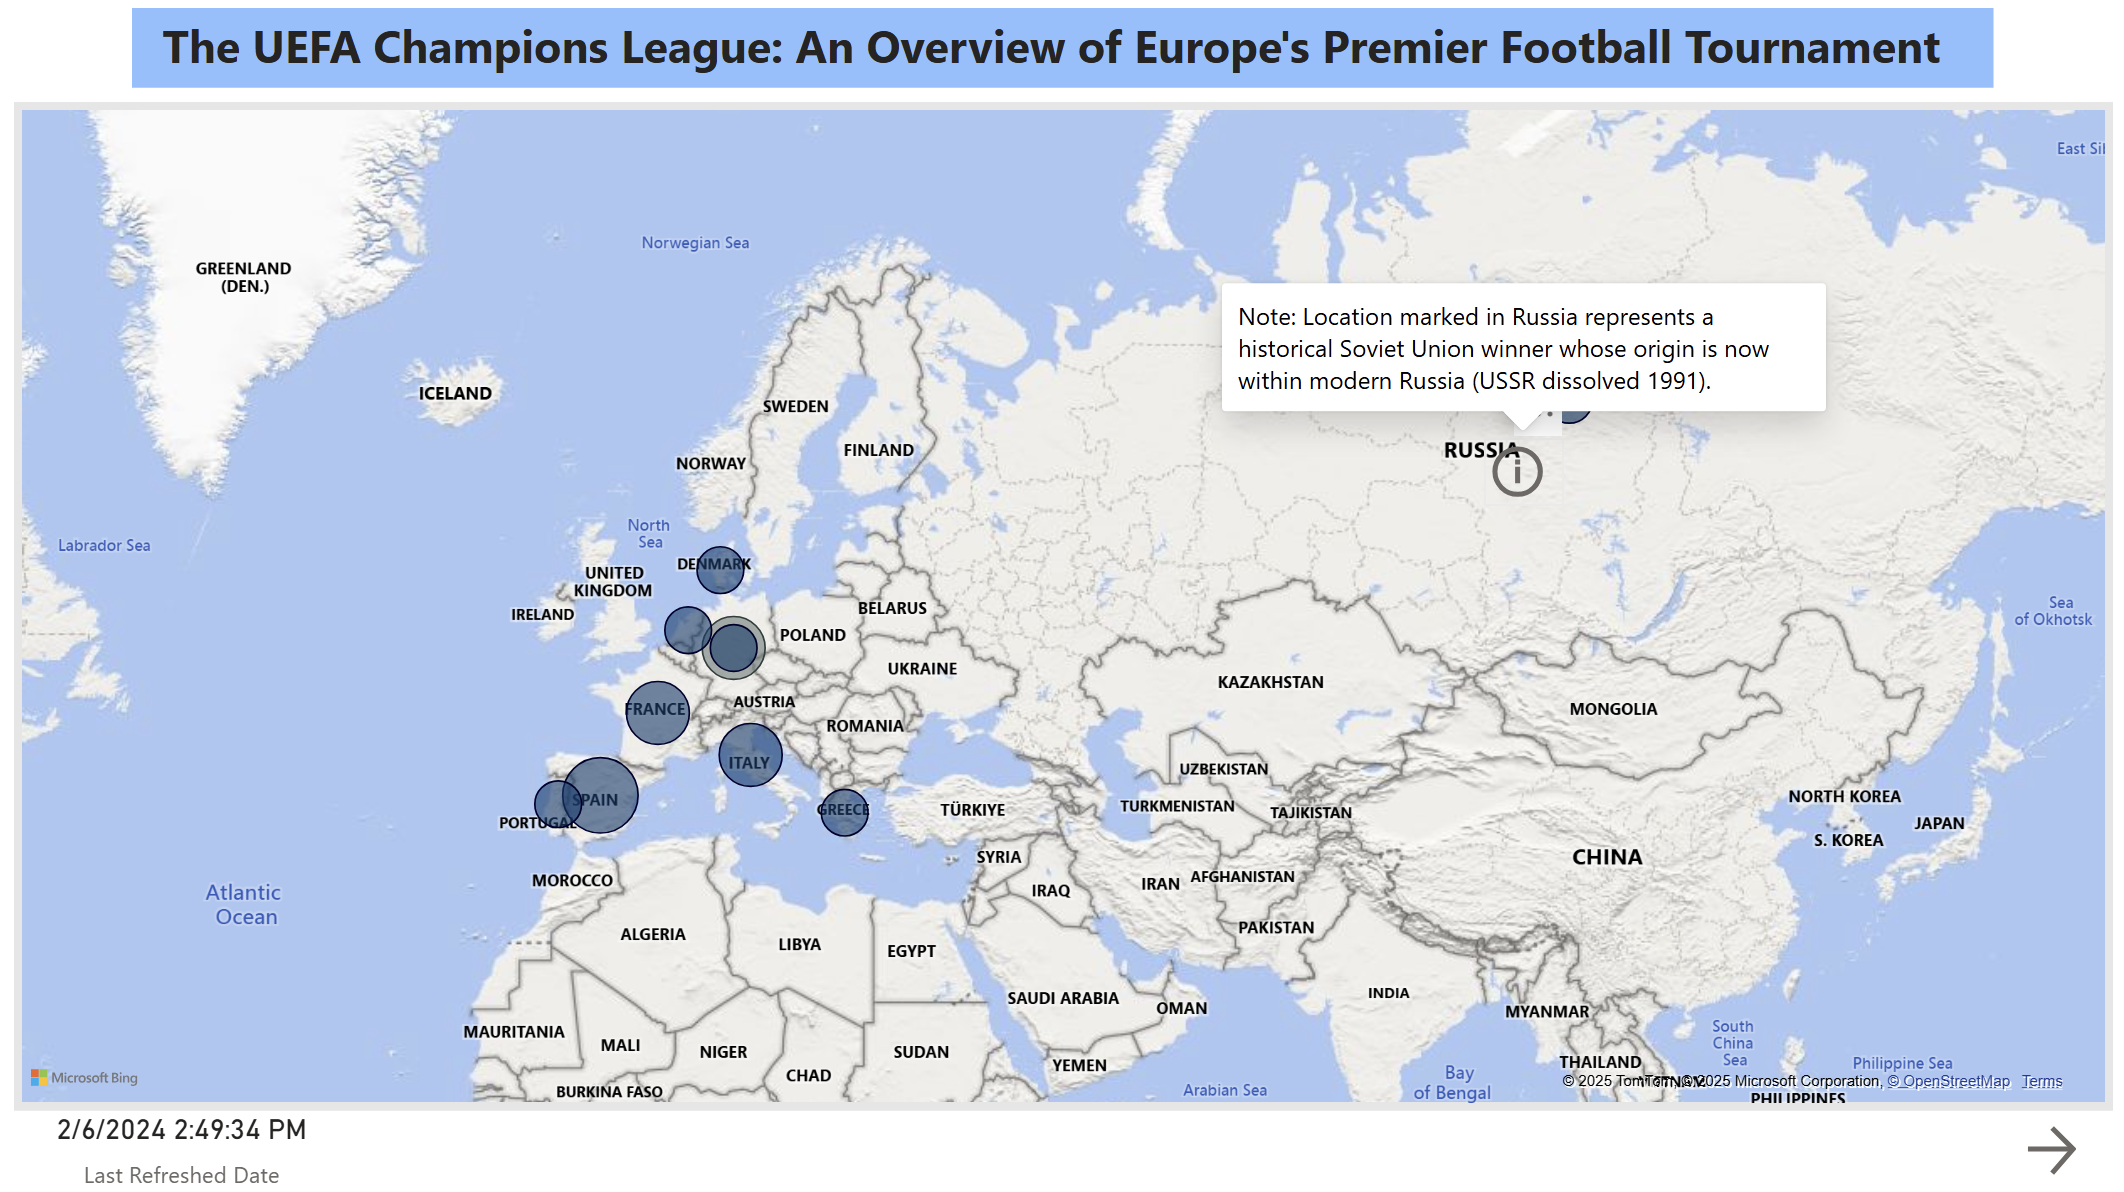 The UEFA Champions League: An Overview of Europe's Premier Football Tournament
East Si
Norwegian Sea
GREENLAND
(DEN.)
Note: Location marked in Russia represents a
historical Soviet Union winner whose origin is now
within modern Russia (USSR dissolved 1991).
ICELAND
SWEDEN
FINLAND
NORWAY
RUSSIA
North
Sea
Labrador Sea
DENMARK
UNITED
KINGDOM
IRELAND
BELARUS
POLAND
Sea
of Okhotsk
UKRAINE
KAZAKHSTAN
AUSTRIA
FRANCE
MONGOLIA
ROMANIA
ITALY
UZBEKISTAN
SPAIN
NORTH KOREA
TURKMENISTAN
GREECE
TÜRKIYE
TAJIKISTAN
PORTUGAL
JAPAN
S. KOREA
SYRIA
CHINA
MOROCCO
AFGHANISTAN
IRAN
IRAQ
Atlantic
Ocean
PAKISTAN
ALGERIA
LIBYA
EGYPT
INDIA
SAUDI ARABIA
OMAN
MYANMAR
MAURITANIA
South
China
Sea
MALI
NIGER
SUDAN
THAILAND
Philippine Sea
YEMEN
CHAD
Bay
of Bengal
Microsoft Bing
© 2025 TomTom, © 2025 Microsoft Corporation, © OpenStreetMap Terms
BURKINA FASO
Arabian Sea
PHILIPPINES
2/6/2024 2:49:34 PM
Last Refreshed Date